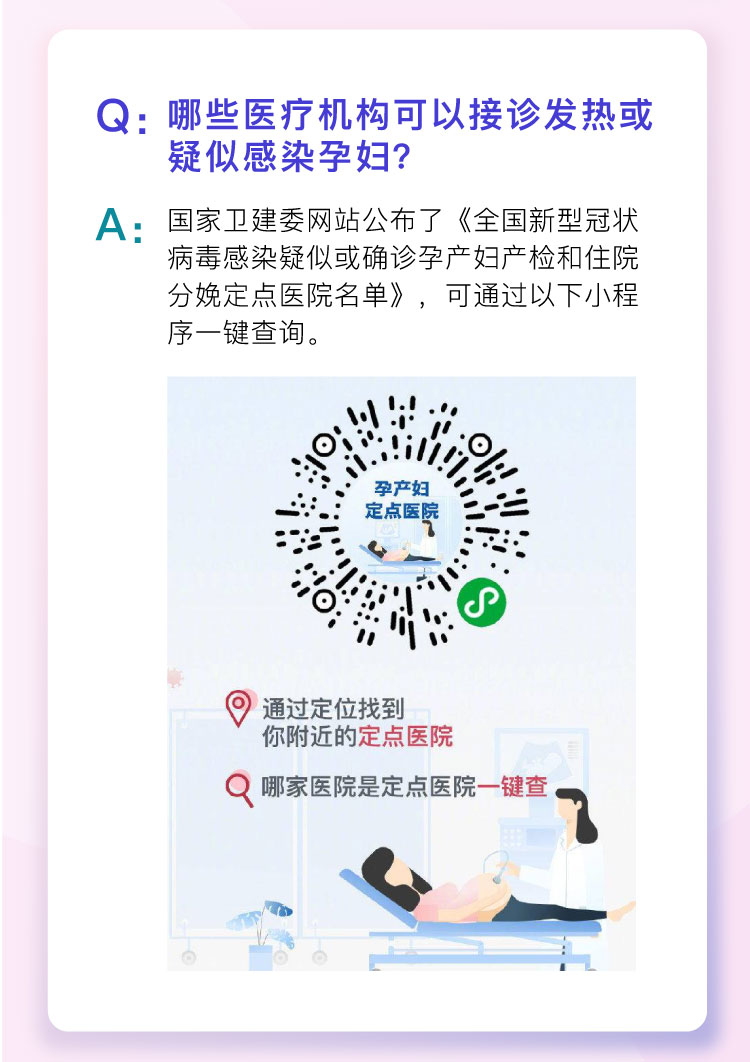 Q：哪些医疗机构可以接诊发热或
疑似感染孕妇？
A：国家卫建委网站公布了《全国新型冠状
病毒感染疑似或确诊孕产妇产检和住院
分娩定点医院名单》，可通过以下小程
序一键查询。
孕产妇
定点医院
通过定位找到
你附近的定点医院
哪家医院是定点医院一键查